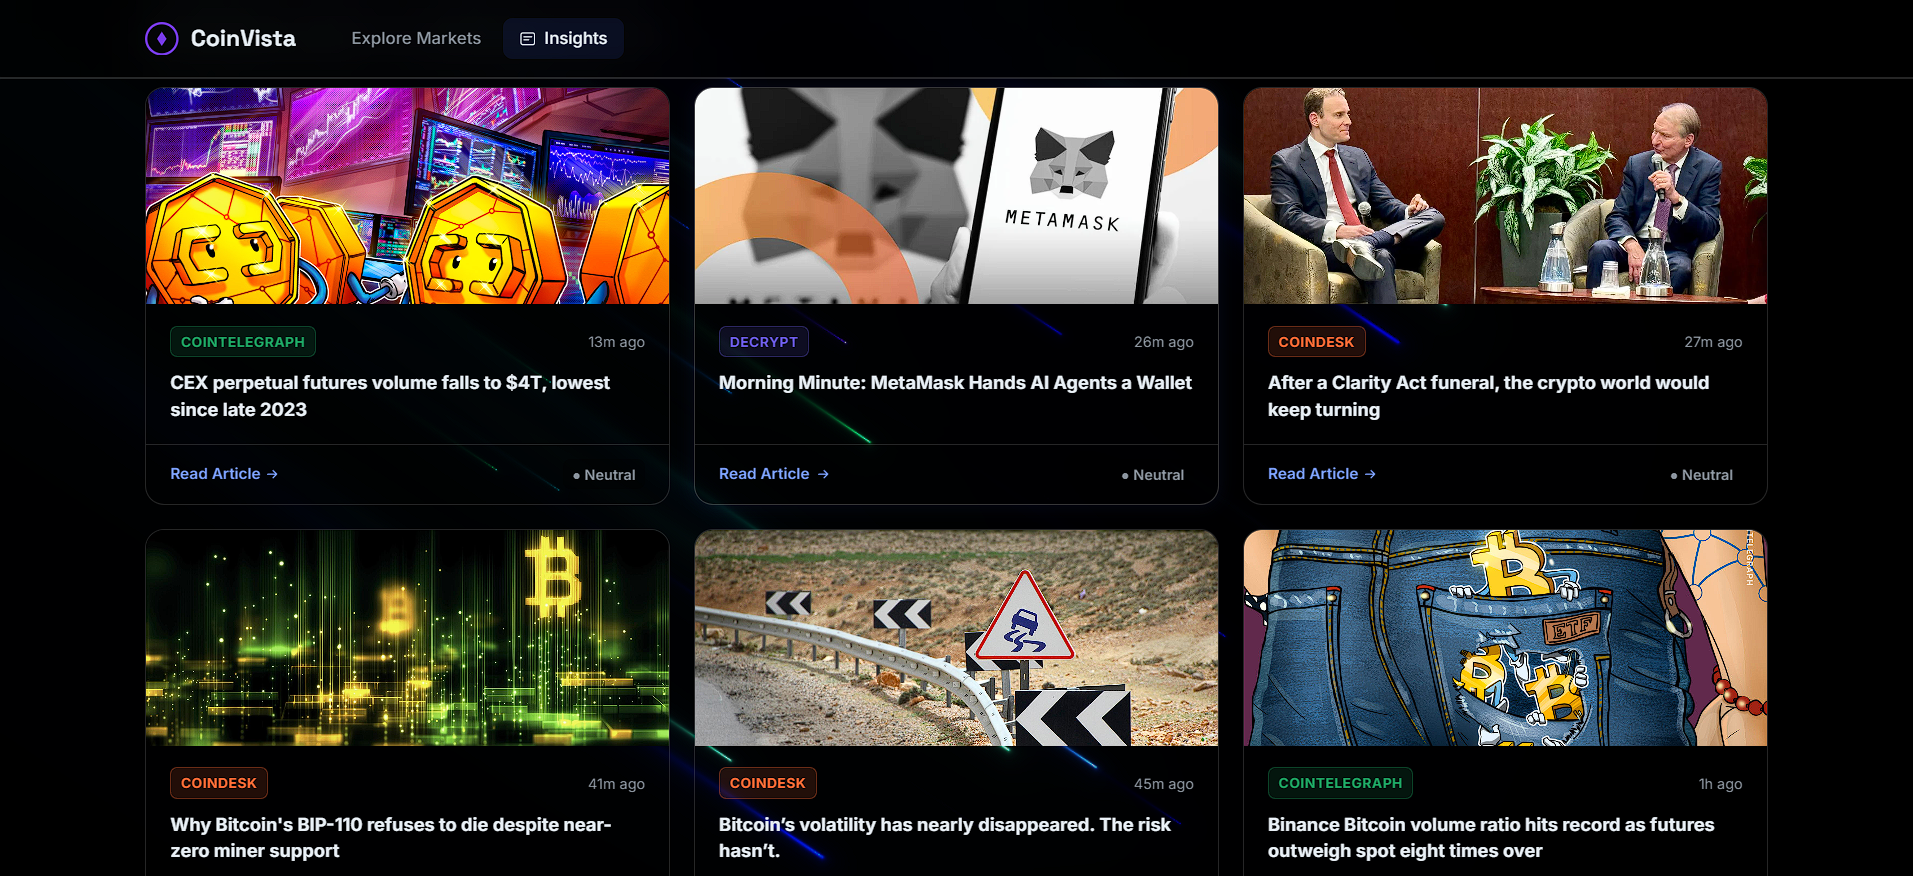 CoinVista
Explore Markets
Insights
METAMASK
COINTELEGRAPH
13m ago
CEX perpetual futures volume falls to $4T, lowest
since late 2023
Read Article →
• Neutral
DECRYPT
26m ago
Morning Minute: MetaMask Hands AI Agents a Wallet
Read Article →
• Neutral
COINDESK
27m ago
After a Clarity Act funeral, the crypto world would
keep turning
Read Article →
• Neutral
ETF
COINDESK
41m ago
Why Bitcoin's BIP-110 refuses to die despite near-
zero miner support
COINDESK
45m ago
Bitcoin’s volatility has nearly disappeared. The risk
hasn’t.
COINTELEGRAPH
1h ago
Binance Bitcoin volume ratio hits record as futures
outweigh spot eight times over